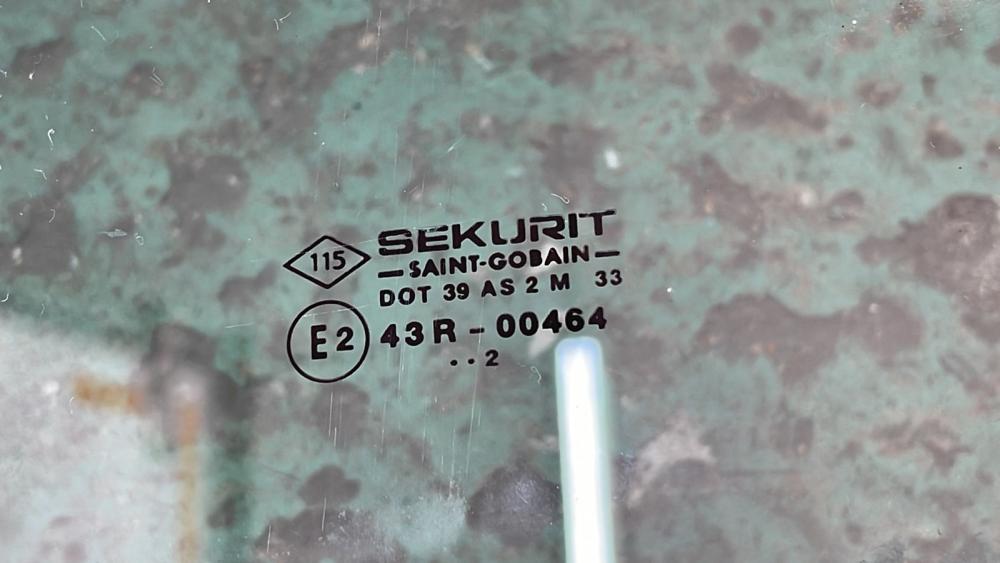 115
SEKURIT
—SAINT-GOBAIN—
DOT 39 AS 2 M 33
E2 43R - 00464
. . 2